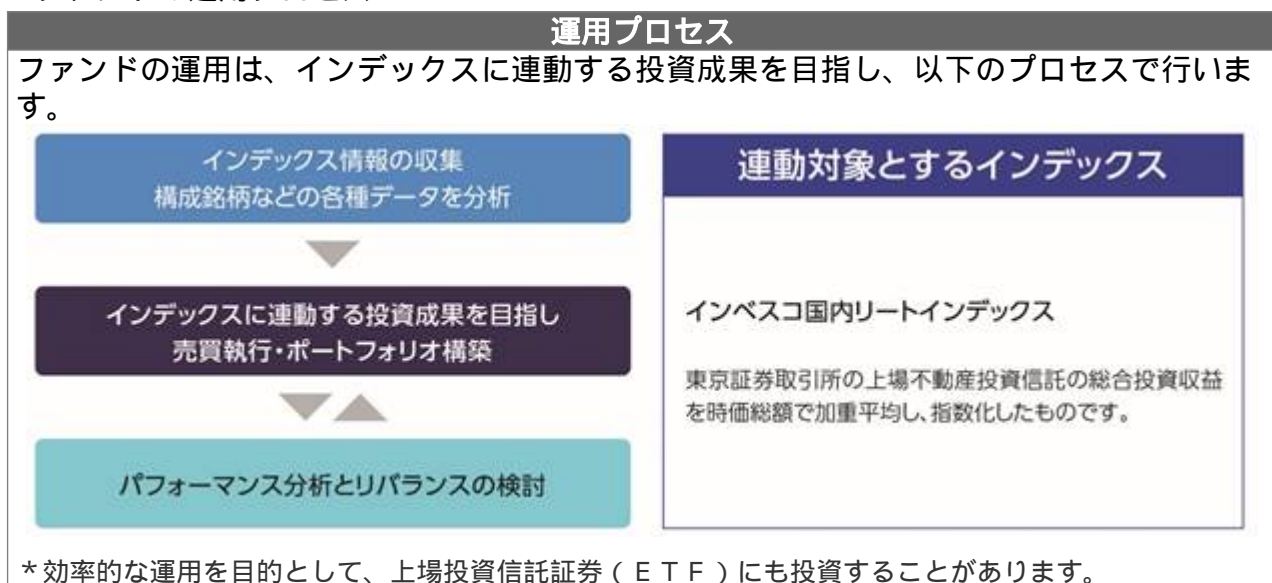 運用プロセス
ファンドの運用は、インデックスに連動する投資成果を目指し、以下のプロセスで行いま
す。
インデックス情報の収集
構成銘柄などの各種データを分析
インデックスに連動する投資成果を目指し
売買執行・ポートフォリオ構築
パフォーマンス分析とリバランスの検討
連動対象とするインデックス
インベスコ国内リートインデックス
東京証券取引所の上場不動産投資信託の総合投資収益
を時価総額で加重平均し、指数化したものです。
*効率的な運用を目的として、上場投資信託証券(ETF)にも投資することがあります。